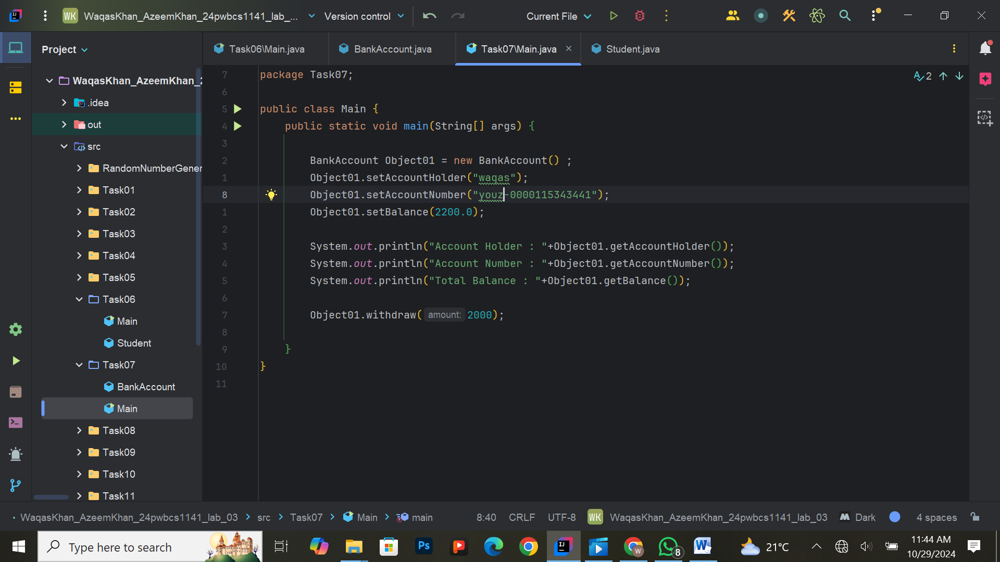 WK WaqasKhan_AzeemKhan_24pwbcs1141_lab_... Version control Current File
Project
Task06\Main.java BankAccount.java Task07\Main.java Student.java
WaqasKhan_AzeemKhan_2
.idea
out
src
RandomNumberGener
Task01
Task02
Task03
Task04
Task05
Task06
Main
Student
Task07
BankAccount
Main
Task08
Task09
Task10
Task11
2
7 package Task07;
6
5 public class Main {
4 public static void main(String[] args) {
3
2 BankAccount Object01 = new BankAccount() ;
1 Object01.setAccountHolder("waqas");
8 Object01.setAccountNumber("youz-0000115343441");
1 Object01.setBalance(2200.0);
2
3 System.out.println("Account Holder : "+Object01.getAccountHolder());
4 System.out.println("Account Number : "+Object01.getAccountNumber());
5 System.out.println("Total Balance : "+Object01.getBalance());
6
7 Object01.withdraw( amount: 2000);
8
9 }
10 }
11
WaqasKhan_AzeemKhan_24pwbcs1141_lab_03 src Task07 Main main 8:40 CRLF UTF-8 WK WaqasKhan_AzeemKhan_24pwbcs1141_lab_03 Dark 4 spaces
Type here to search Ps IJ W 8 W 21°C 11:44 AM
10/29/2024